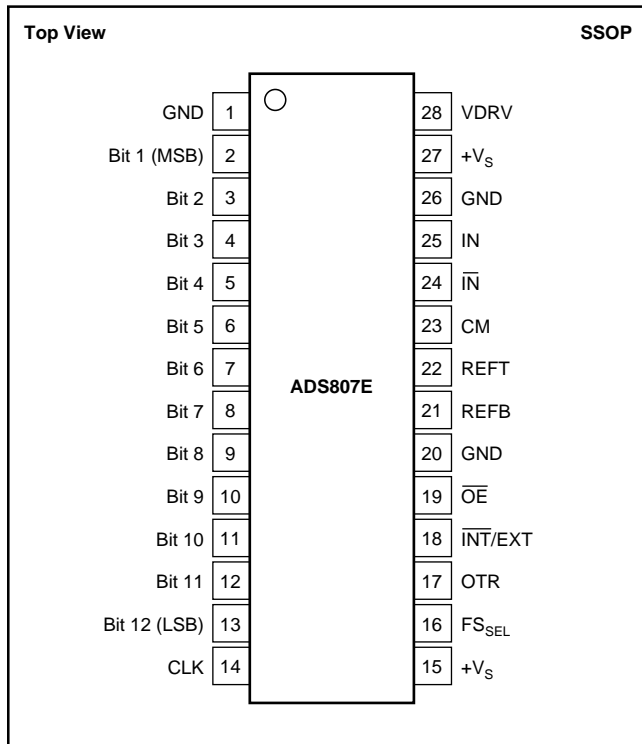 Top View SSOP
GND 1 28 VDRV
Bit 1 (MSB) 2 27 +VS
Bit 2 3 26 GND
Bit 3 4 25 IN
Bit 4 5 24 I̅N̅
Bit 5 6 23 CM
Bit 6 7 22 REFT
ADS807E
Bit 7 8 21 REFB
Bit 8 9 20 GND
Bit 9 10 19 O̅E̅
Bit 10 11 18 I̅N̅T̅/EXT
Bit 11 12 17 OTR
Bit 12 (LSB) 13 16 FSSEL
CLK 14 15 +VS